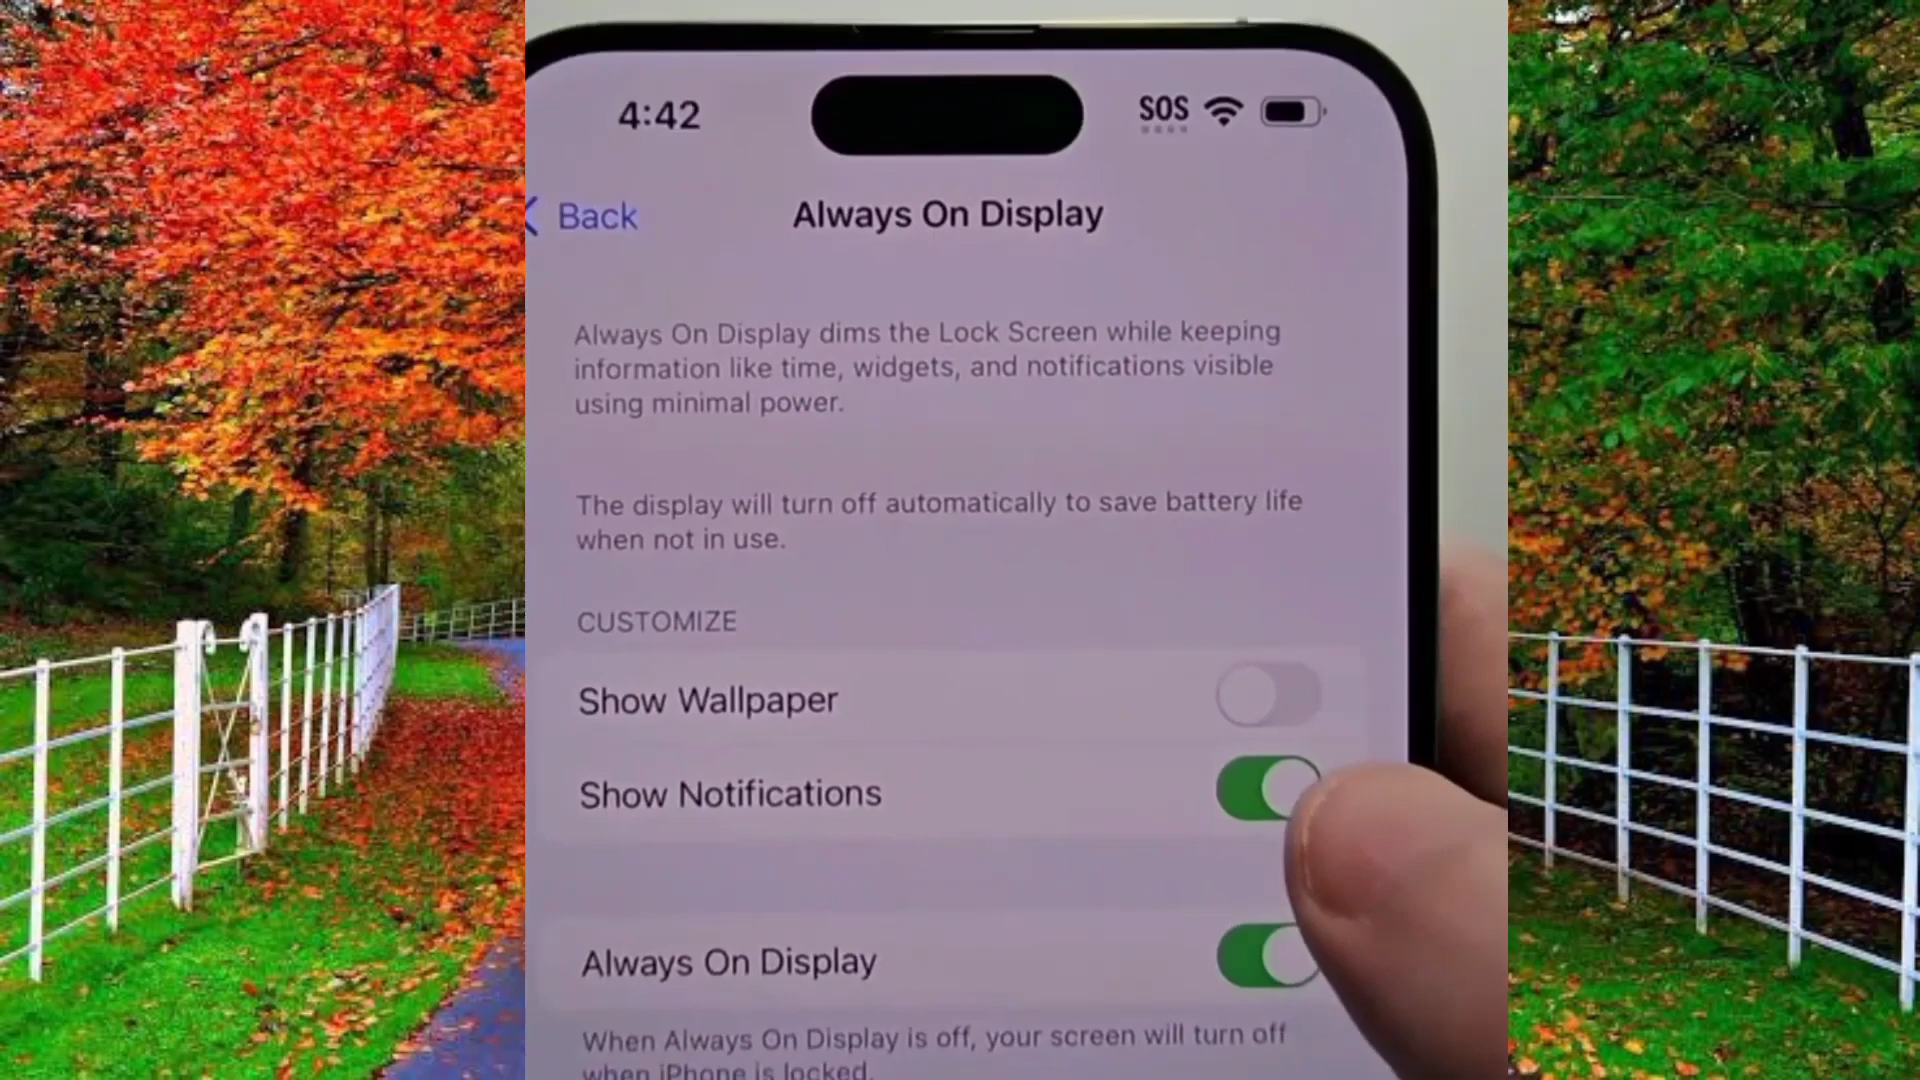 4:42
SOS
Back
Always On Display
Always On Display dims the Lock Screen while keeping
information like time, widgets, and notifications visible
using minimal power.
The display will turn off automatically to save battery life
when not in use.
CUSTOMIZE
Show Wallpaper
Show Notifications
Always On Display
When Always On Display is off, your screen will turn off
when iPhone is locked.